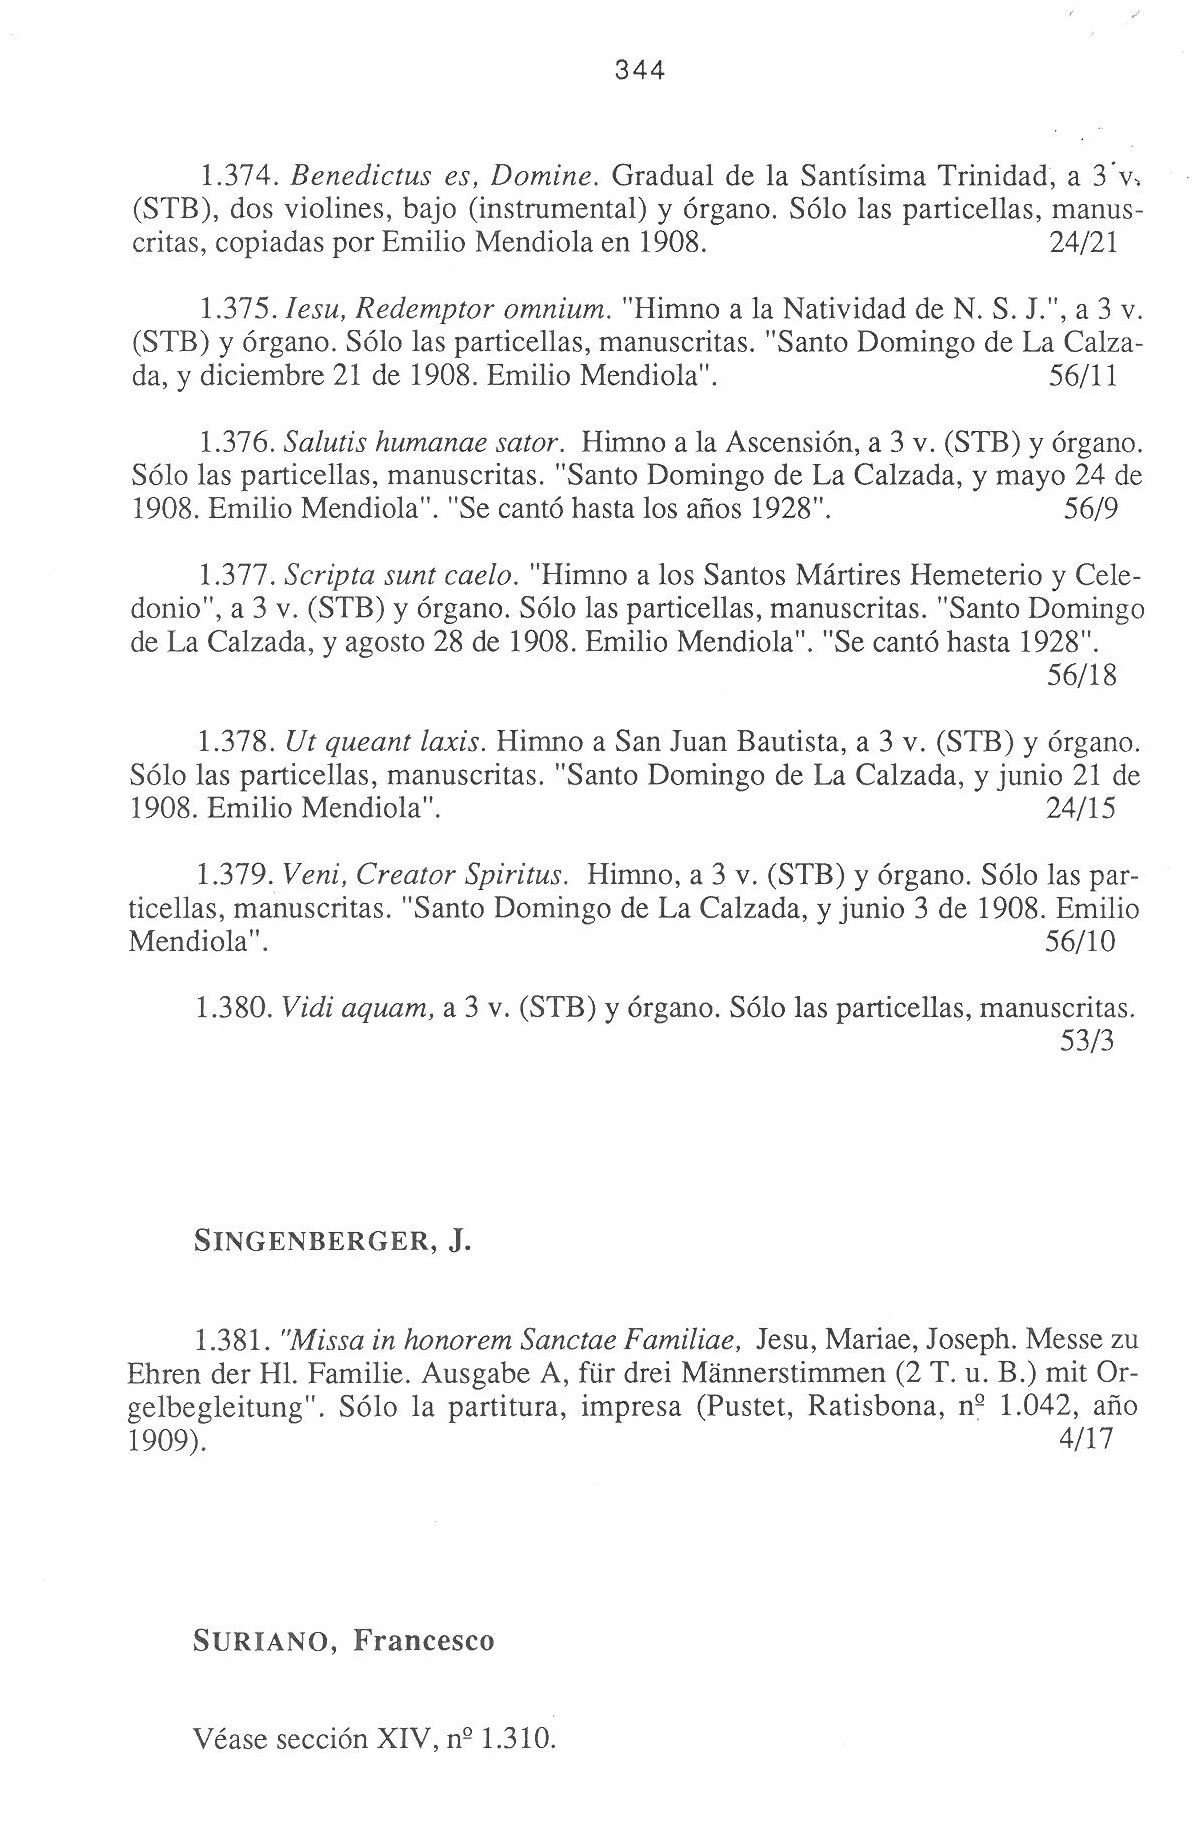 344
1.374. Benedictus es, Domine. Gradual de la Santísima Trinidad, a 3 v.
(STB), dos violines, bajo (instrumental) y órgano. Sólo las particellas, manus-
critas, copiadas por Emilio Mendiola en 1908. 24/21
1.375. Iesu, Redemptor omnium. "Himno a la Natividad de N. S. J.", a 3 v.
(STB) y órgano. Sólo las particellas, manuscritas. "Santo Domingo de La Calza-
da, y diciembre 21 de 1908. Emilio Mendiola". 56/11
1.376. Salutis humanae sator. Himno a la Ascensión, a 3 v. (STB) y órgano.
Sólo las particellas, manuscritas. "Santo Domingo de La Calzada, y mayo 24 de
1908. Emilio Mendiola". "Se cantó hasta los años 1928". 56/9
1.377. Scripta sunt caelo. "Himno a los Santos Mártires Hemeterio y Cele-
donio", a 3 v. (STB) y órgano. Sólo las particellas, manuscritas. "Santo Domingo
de La Calzada, y agosto 28 de 1908. Emilio Mendiola". "Se cantó hasta 1928".
56/18
1.378. Ut queant laxis. Himno a San Juan Bautista, a 3 v. (STB) y órgano.
Sólo las particellas, manuscritas. "Santo Domingo de La Calzada, y junio 21 de
1908. Emilio Mendiola". 24/15
1.379. Veni, Creator Spiritus. Himno, a 3 v. (STB) y órgano. Sólo las par-
ticellas, manuscritas. "Santo Domingo de La Calzada, y junio 3 de 1908. Emilio
Mendiola". 56/10
1.380. Vidi aquam, a 3 v. (STB) y órgano. Sólo las particellas, manuscritas.
53/3
SINGENBERGER, J.
1.381. "Missa in honorem Sanctae Familiae, Jesu, Mariae, Joseph. Messe zu
Ehren der Hl. Familie. Ausgabe A, für drei Männerstimmen (2 T. u. B.) mit Or-
gelbegleitung". Sólo la partitura, impresa (Pustet, Ratisbona, nº 1.042, año
1909). 4/17
SURIANO, Francesco
Véase sección XIV, nº 1.310.